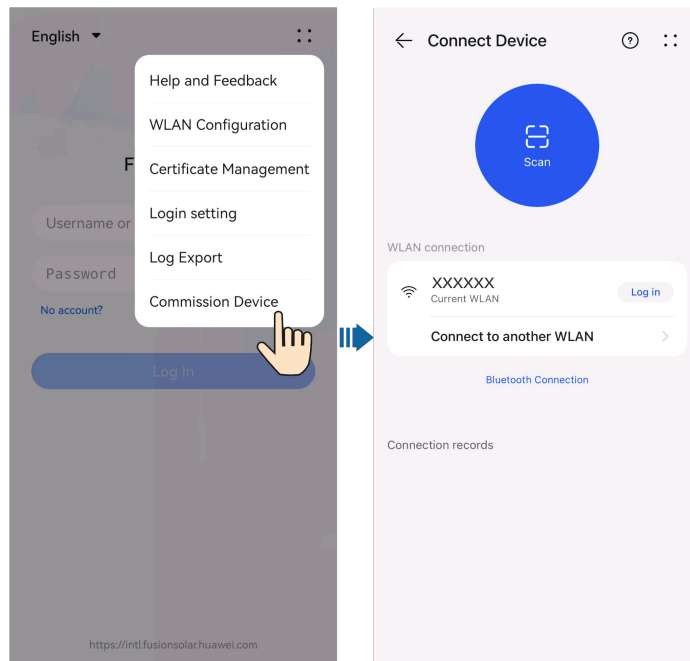 English
Help and Feedback
WLAN Configuration
F
Certificate Management
Username or
Login setting
Log Export
Password
Commission Device
No account?
Log In
https://intl.fusionsolar.huawei.com
Connect Device
Scan
WLAN connection
XXXXXX
Current WLAN
Log in
Connect to another WLAN
Bluetooth Connection
Connection records